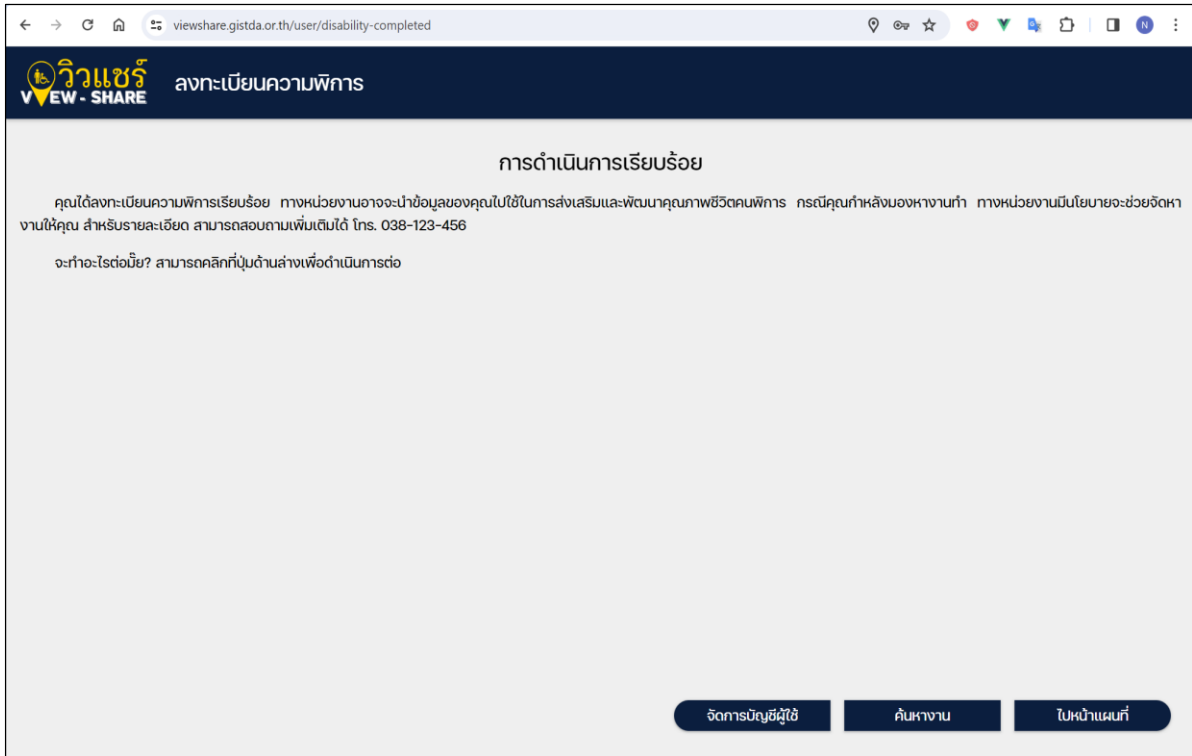 viewshare.gistda.or.th/user/disability-completed
N
วิวแชร์
VIEW - SHARE
ลงทะเบียนความพิการ
การดำเนินการเรียบร้อย
คุณได้ลงทะเบียนความพิการเรียบร้อย ทางหน่วยงานอาจจะนำข้อมูลของคุณไปใช้ในการส่งเสริมและพัฒนาคุณภาพชีวิตคนพิการ กรณีคุณกำหลังมองหางานทำ ทางหน่วยงานมีนโยบายจะช่วยจัดหา
งานให้คุณ สำหรับรายละเอียด สามารถสอบถามเพิ่มเติมได้ โทร. 038-123-456
จะทำอะไรต่อมั๊ย? สามารถคลิกที่ปุ่มด้านล่างเพื่อดำเนินการต่อ
จัดการบัญชีผู้ใช้
ค้นหางาน
ไปหน้าแผนที่